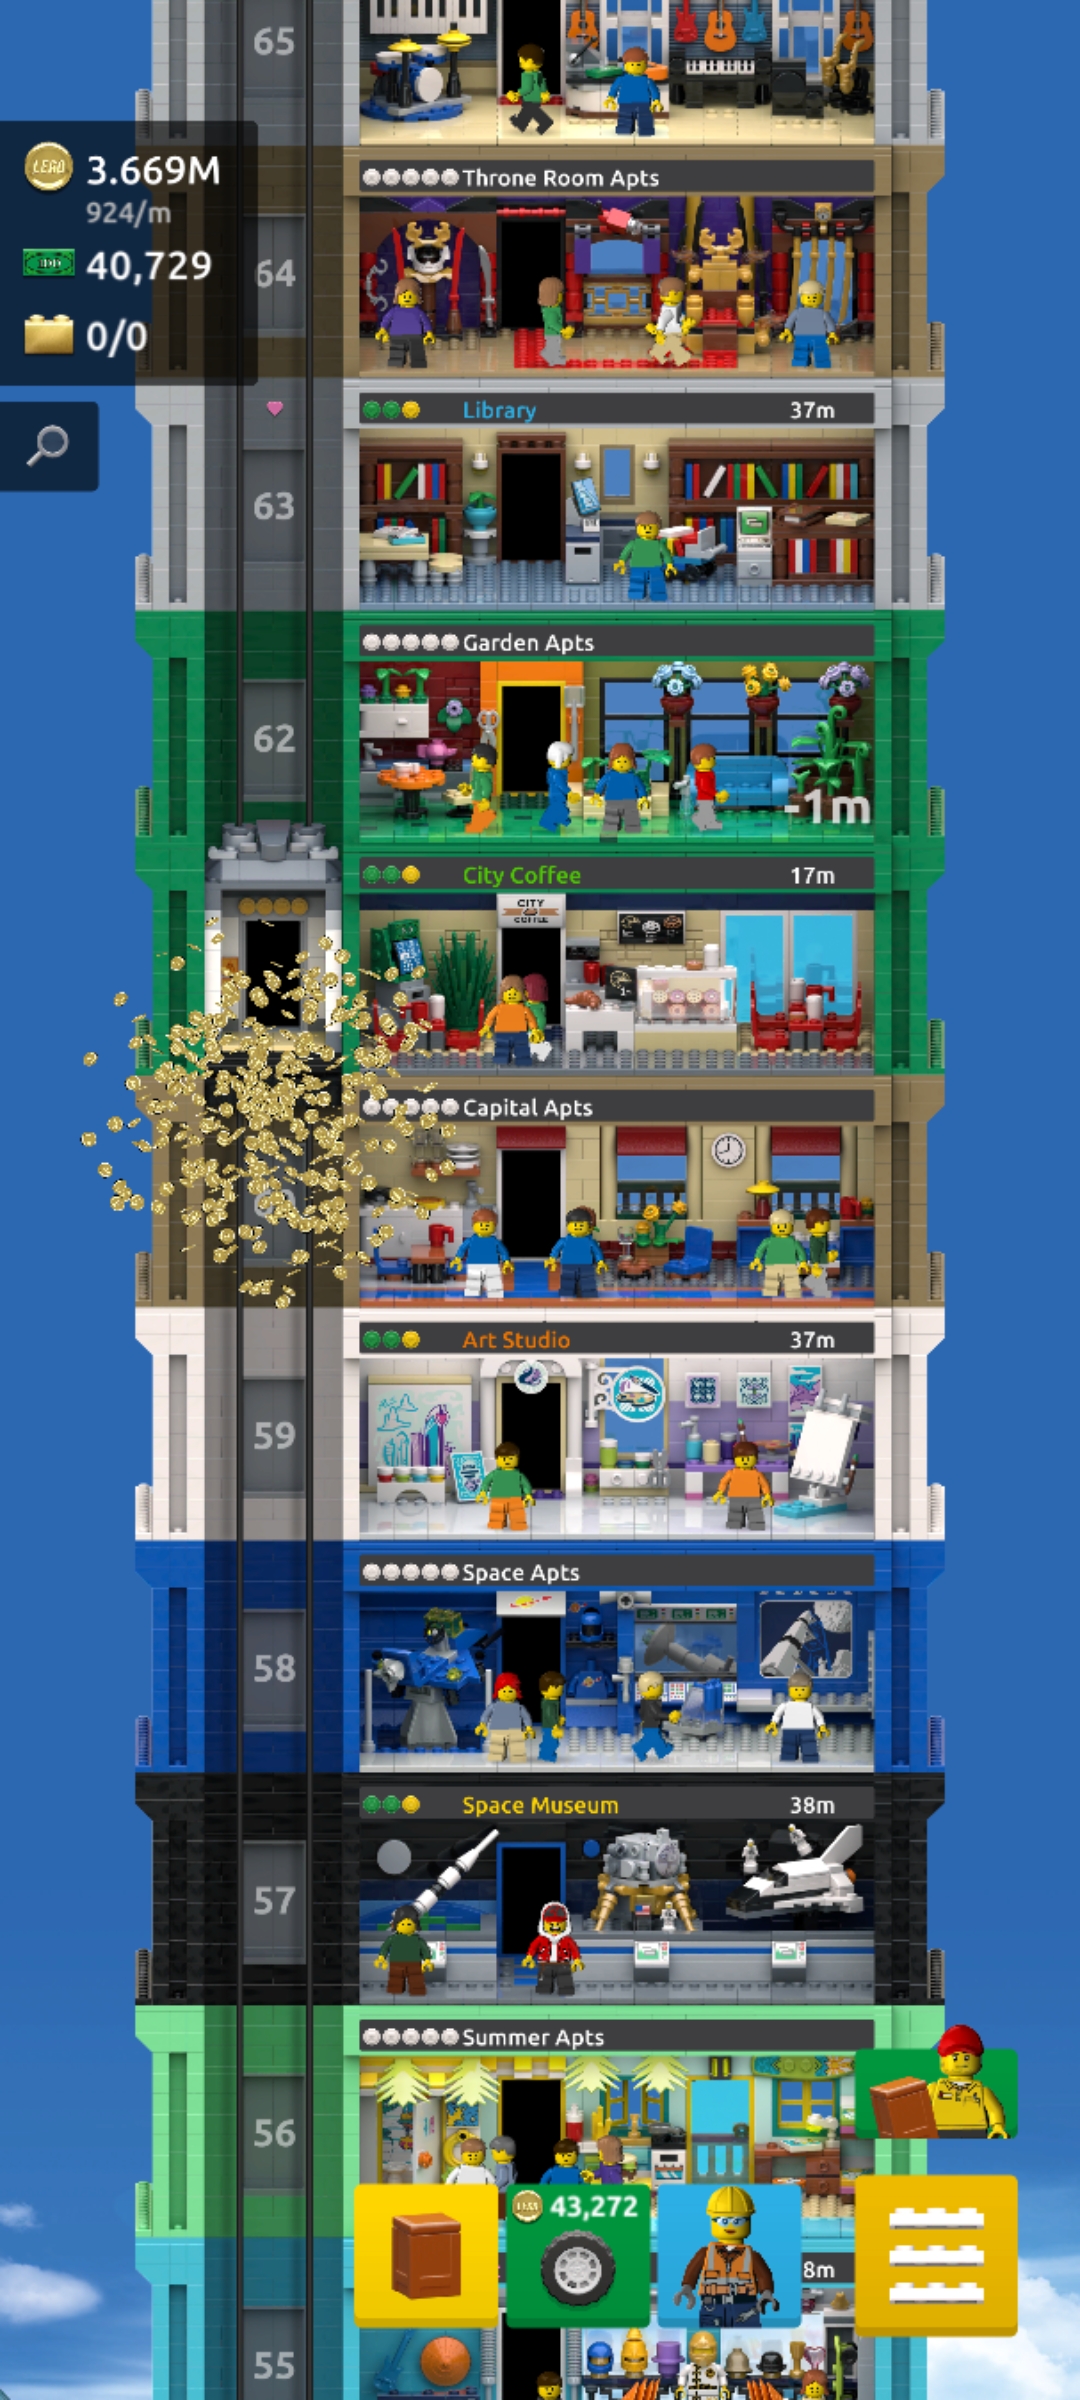 65
LEGO
3.669M
924/m
40,729
0/0
Throne Room Apts
64
Library 37m
63
Garden Apts
62
-1m
City Coffee 17m
CITY
COFFEE
Capital Apts
Art Studio 37m
59
Space Apts
58
Space Museum 38m
57
Summer Apts
56
43,272
8m
55